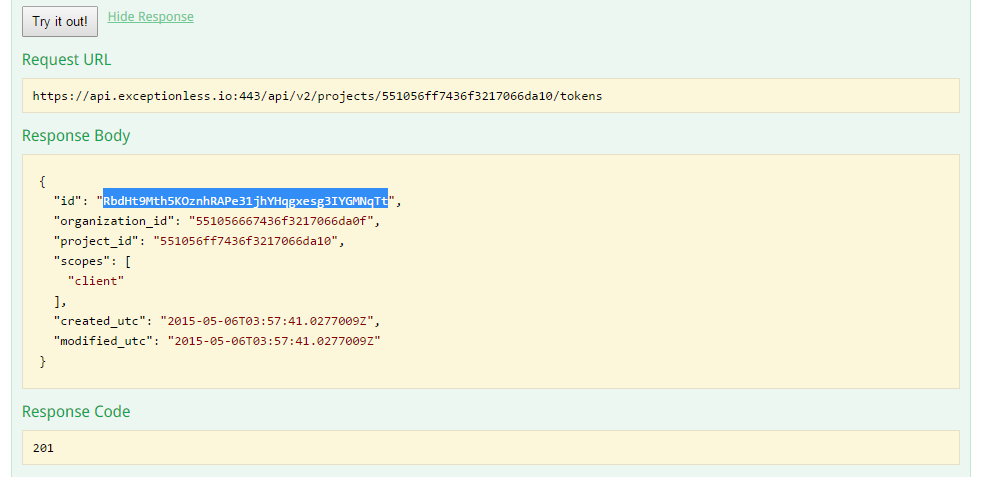 Try it out!
Hide Response
Request URL
https://api.exceptionless.io:443/api/v2/projects/551056ff7436f3217066da10/tokens
Response Body
{
"id": "RbdHt9Mth5KOznhRAPe31jhYHqgxesg3IYGMNqTt",
"organization_id": "551056667436f3217066da0f",
"project_id": "551056ff7436f3217066da10",
"scopes": [
"client"
],
"created_utc": "2015-05-06T03:57:41.0277009Z",
"modified_utc": "2015-05-06T03:57:41.0277009Z"
}
Response Code
201